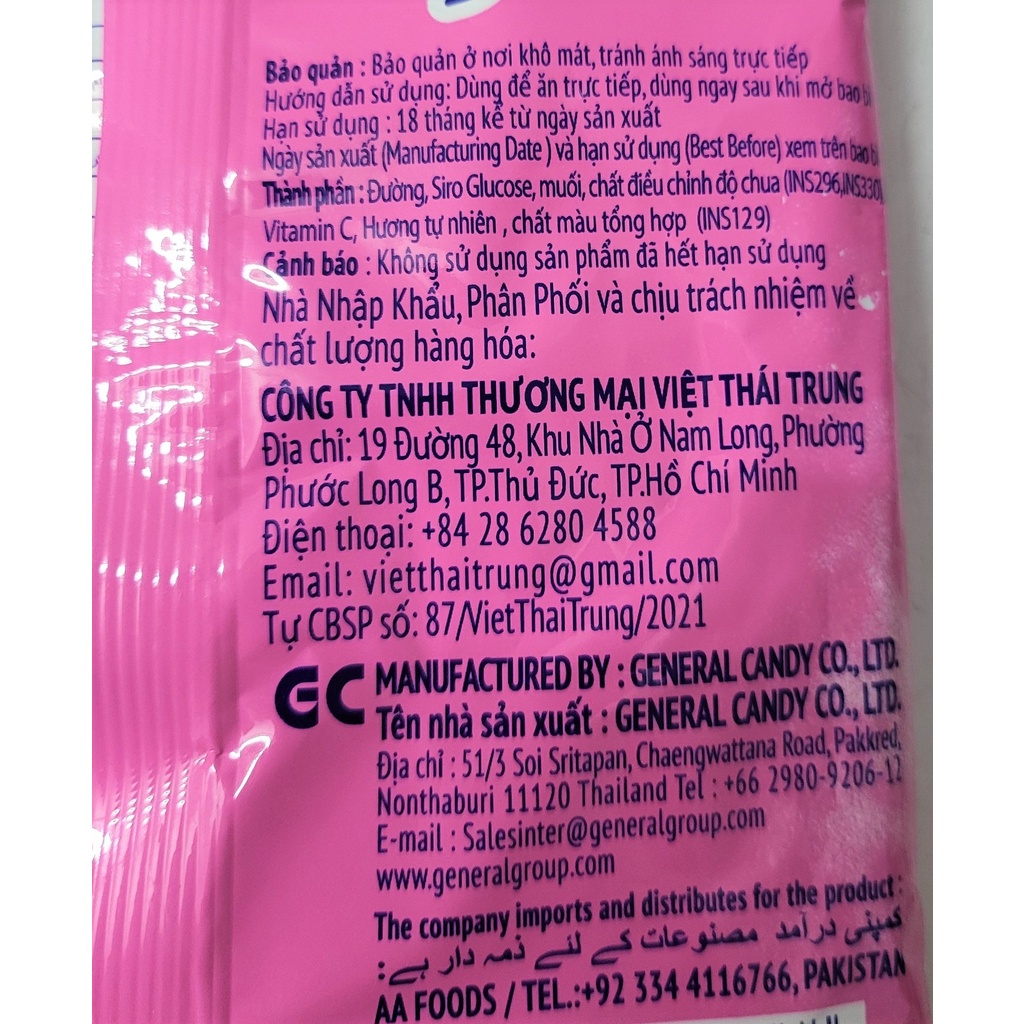 Bảo quản : Bảo quản ở nơi khô mát, tránh ánh sáng trực tiếp
Hướng dẫn sử dụng: Dùng để ăn trực tiếp, dùng ngay sau khi mở bao bì
Hạn sử dụng : 18 tháng kể từ ngày sản xuất
Ngày sản xuất (Manufacturing Date ) và hạn sử dụng (Best Before) xem trên bao bì
Thành phần : Đường, Siro Glucose, muối, chất điều chỉnh độ chua (INS296,INS330),
Vitamin C, Hương tự nhiên , chất màu tổng hợp (INS129)
Cảnh báo : Không sử dụng sản phẩm đã hết hạn sử dụng
Nhà Nhập Khẩu, Phân Phối và chịu trách nhiệm về
chất lượng hàng hóa:
CÔNG TY TNHH THƯƠNG MẠI VIỆT THÁI TRUNG
Địa chỉ: 19 Đường 48, Khu Nhà Ở Nam Long, Phường
Phước Long B, TP.Thủ Đức, TP.Hồ Chí Minh
Điện thoại: +84 28 6280 4588
Email: vietthaitrung@gmail.com
Tự CBSP số: 87/VietThaiTrung/2021
GC
MANUFACTURED BY : GENERAL CANDY CO., LTD.
Tên nhà sản xuất : GENERAL CANDY CO., LTD.
Địa chỉ : 51/3 Soi Sritapan, Chaengwattana Road, Pakkred,
Nonthaburi 11120 Thailand Tel : +66 2980-9206-12
E-mail : Salesinter@generalgroup.com
www.generalgroup.com
The company imports and distributes for the product :
کمپنی درآمد مصنوعات کے لئے ذمہ دار ہے:
AA FOODS / TEL.:+92 334 4116766, PAKISTAN